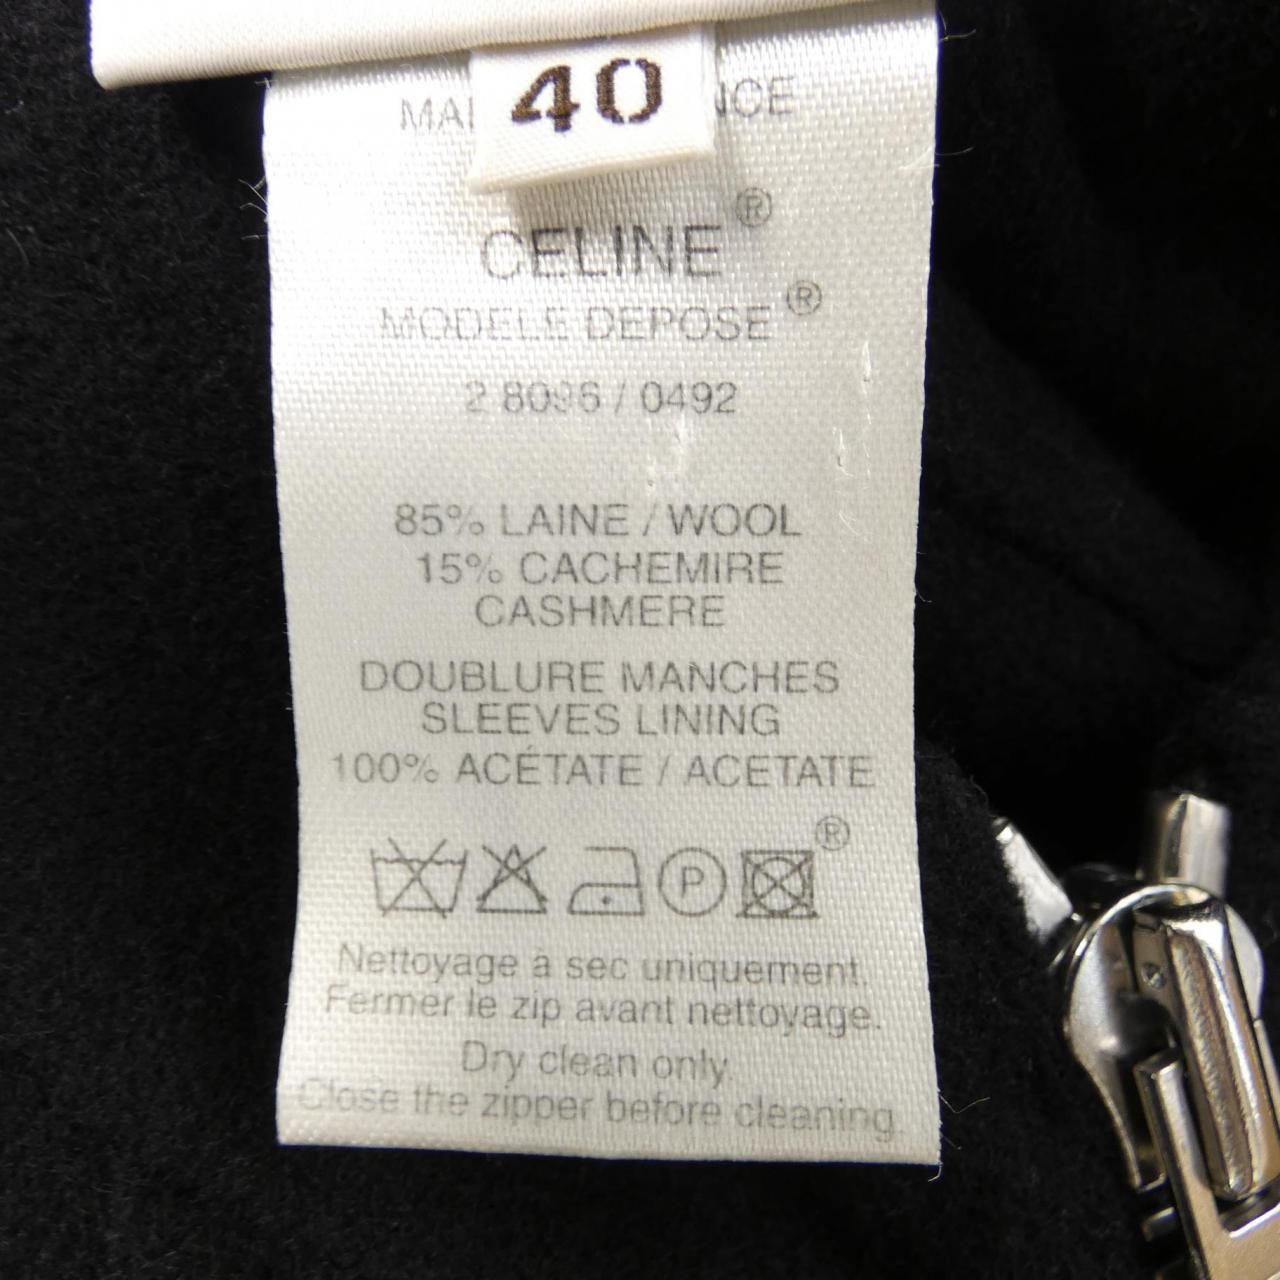 40
CELINE®
MODELE DEPOSE®
2 8096 / 0492
85% LAINE / WOOL
15% CACHEMIRE
CASHMERE
DOUBLURE MANCHES
SLEEVES LINING
100% ACÉTATE / ACETATE
P ®
Nettoyage à sec uniquement.
Fermer le zip avant nettoyage.
Dry clean only.
Close the zipper before cleaning.